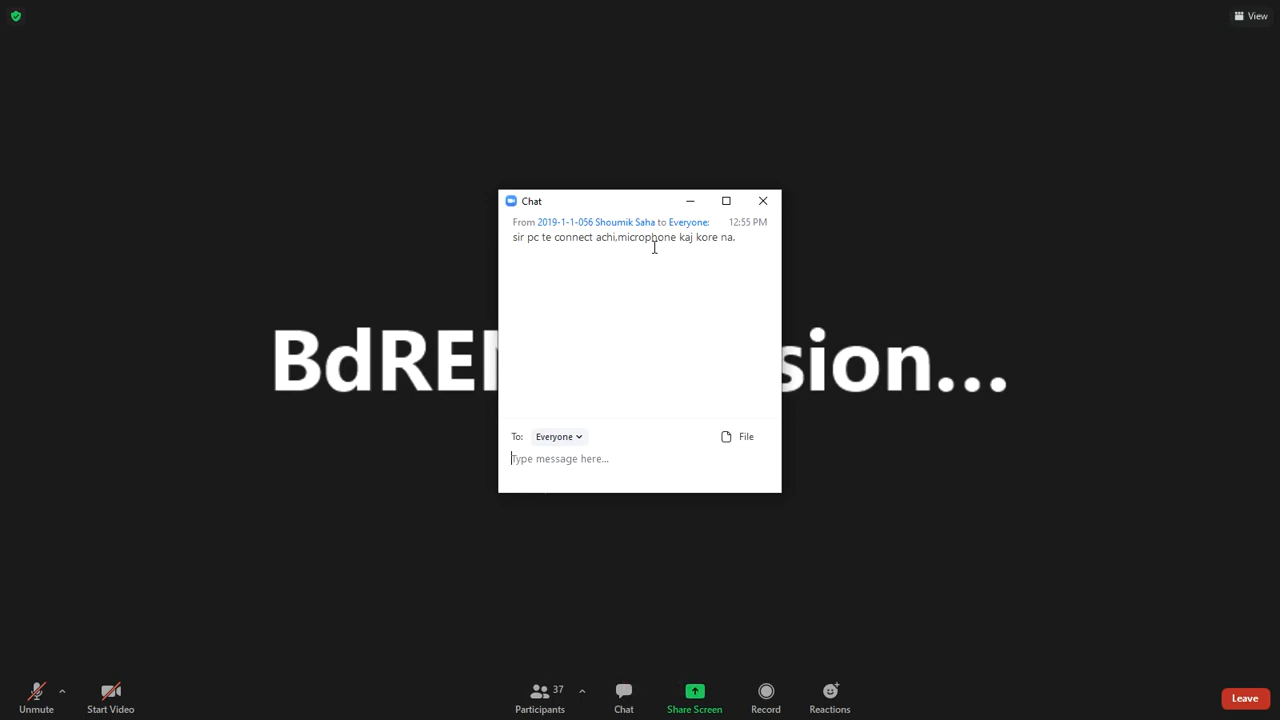 View
Chat
From 2019-1-1-056 Shoumik Saha to Everyone: 12:55 PM
sir pc te connect achi,microphone kaj kore na.
To: Everyone File
Type message here...
Unmute
Start Video
37
Participants
Chat
Share Screen
Record
Reactions
Leave